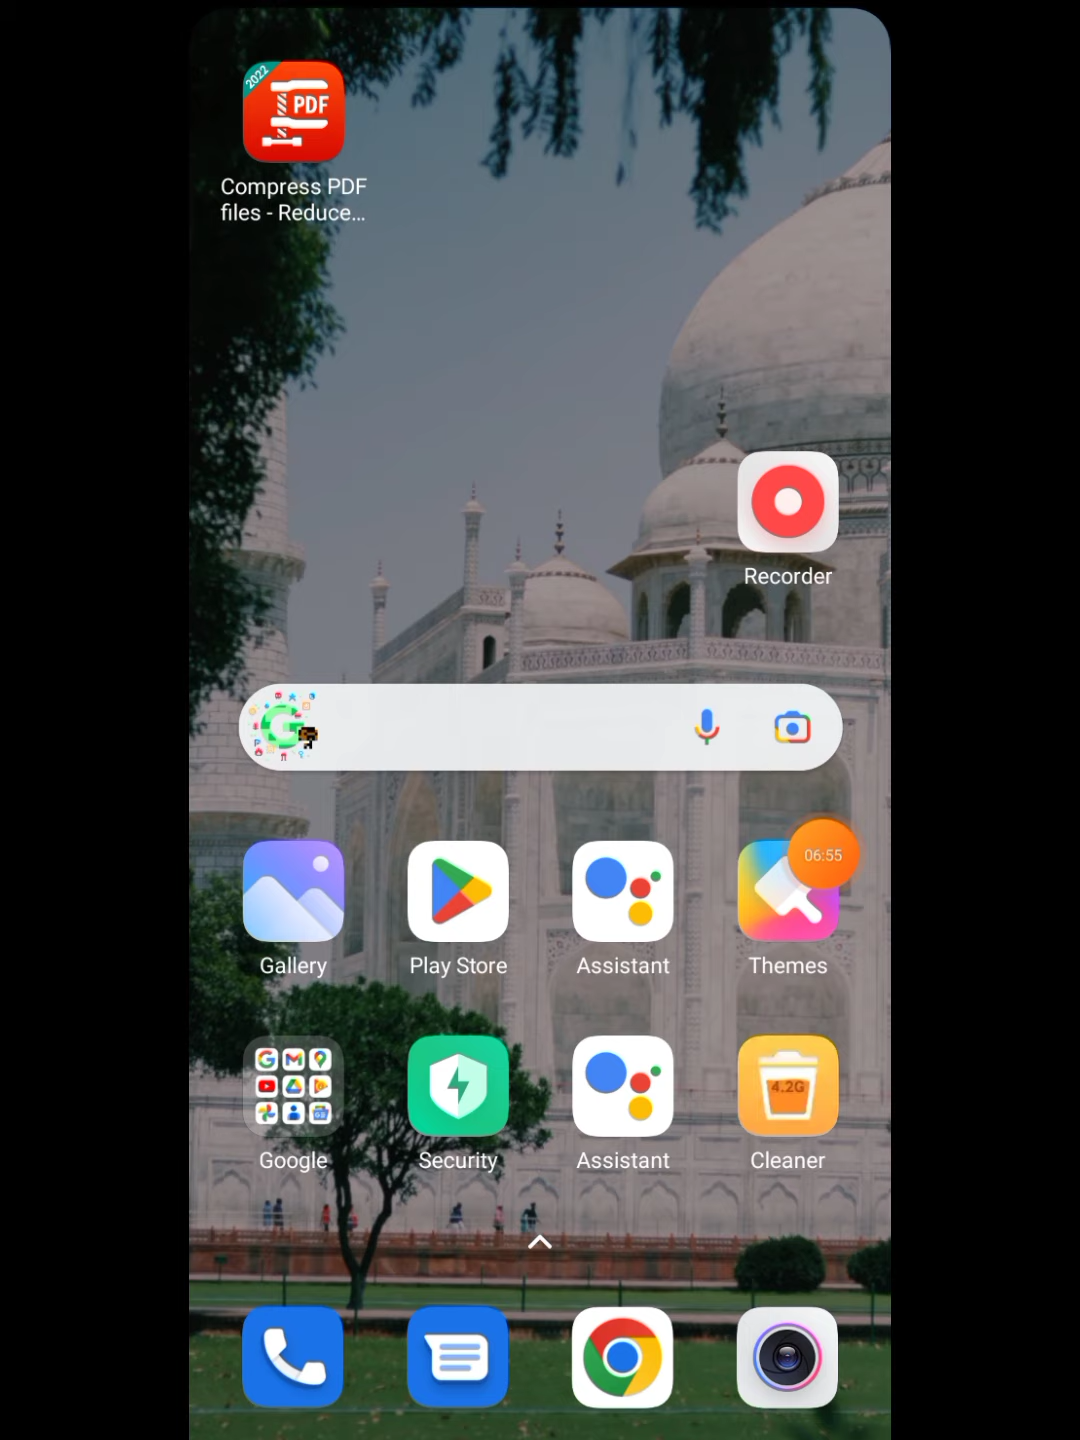 2022
PDF
Compress PDF
files - Reduce...
Recorder
06:55
Gallery
Play Store
Assistant
Themes
4.2G
Google
Security
Assistant
Cleaner